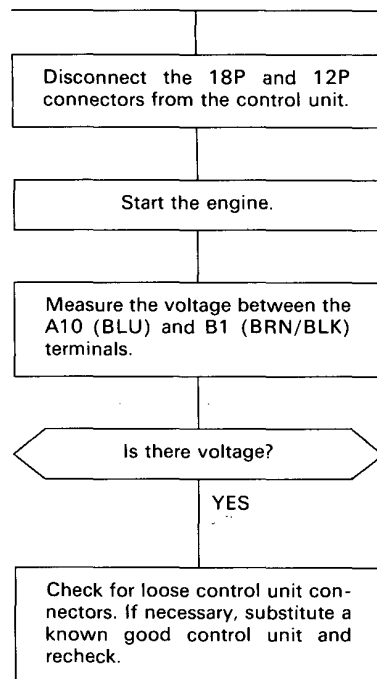 Disconnect the 18P and 12P
connectors from the control unit.
Start the engine.
Measure the voltage between the
A10 (BLU) and B1 (BRN/BLK)
terminals.
Is there voltage?
YES
Check for loose control unit con-
nectors. If necessary, substitute a
known good control unit and
recheck.